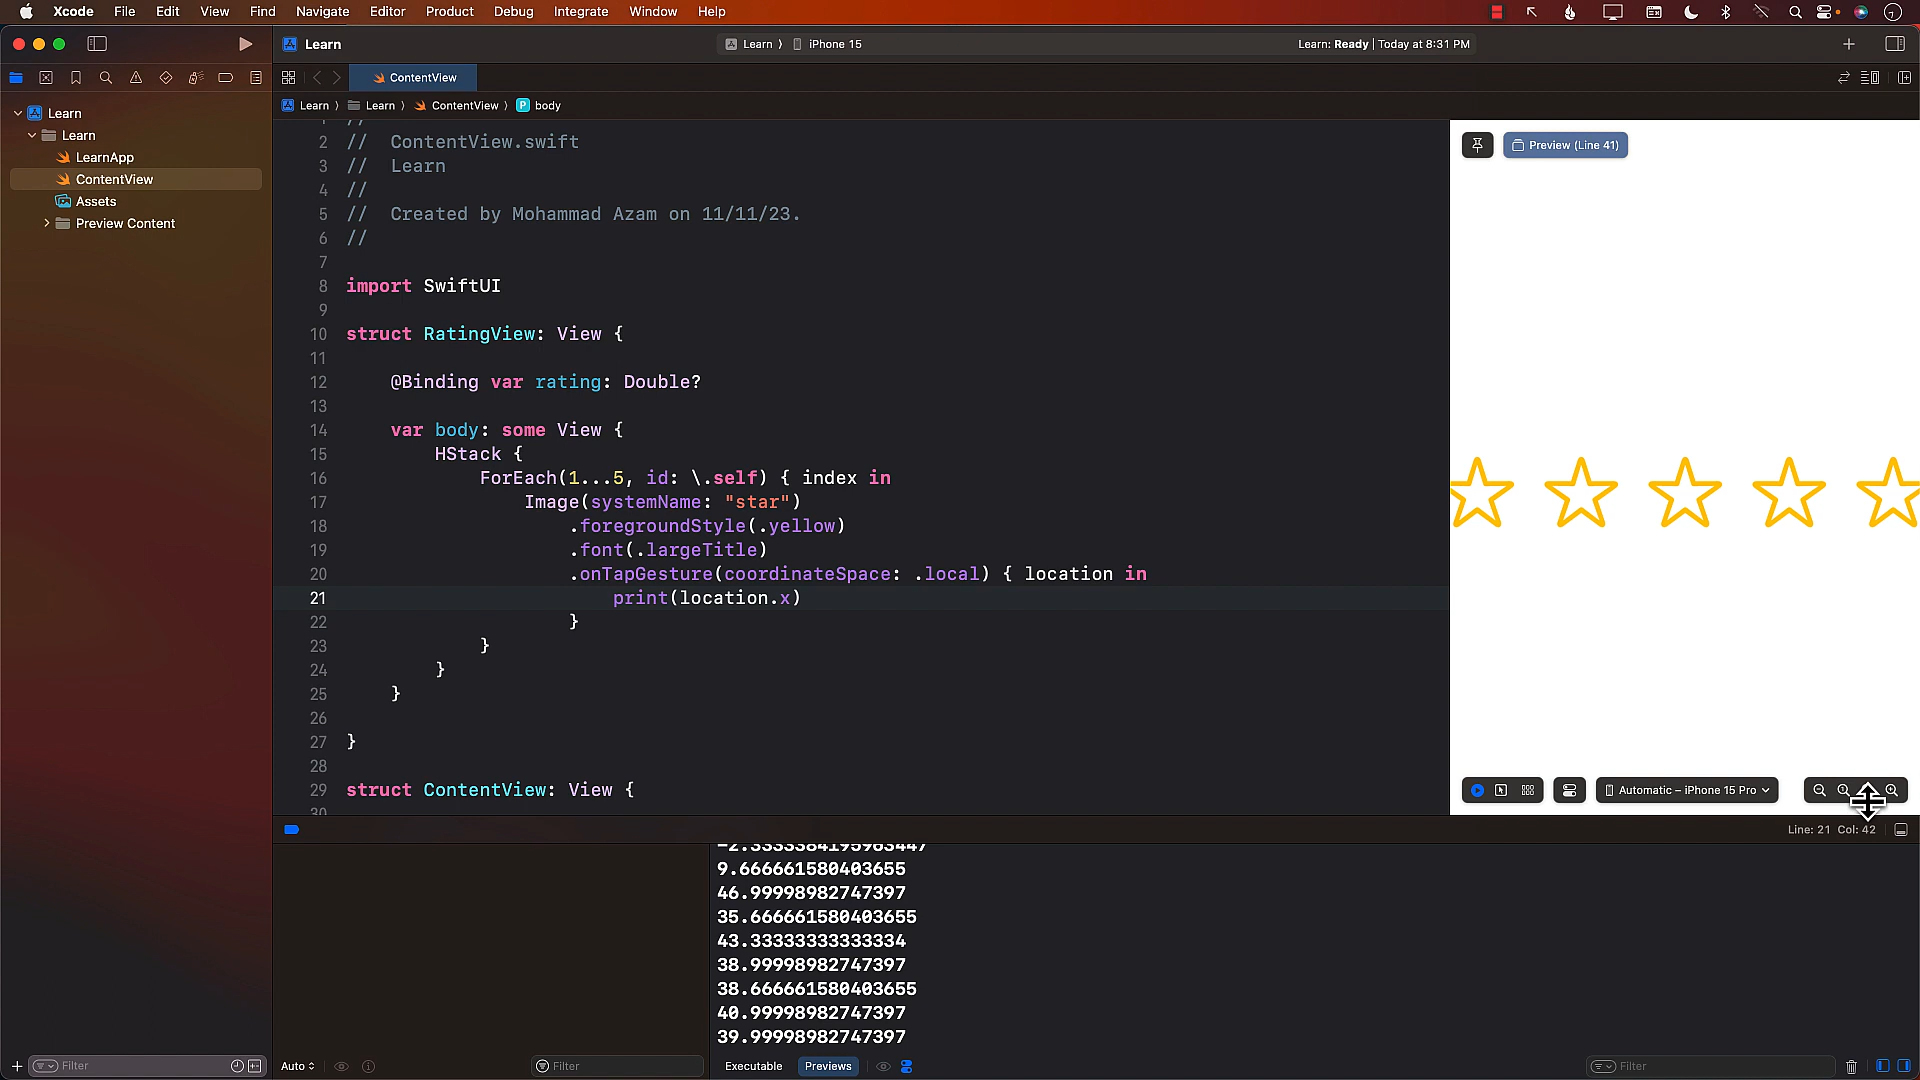 Xcode File Edit View Find Navigate Editor Product Debug Integrate Window Help
Learn
Learn 〉 iPhone 15
Learn: Ready | Today at 8:31 PM
ContentView
Learn 〉 Learn 〉 ContentView 〉 P body
Learn
Learn
LearnApp
ContentView
Assets
Preview Content
2 //  ContentView.swift
3 //  Learn
4 //
5 //  Created by Mohammad Azam on 11/11/23.
6 //
7
8 import SwiftUI
9
10 struct RatingView: View {
11
12     @Binding var rating: Double?
13
14     var body: some View {
15         HStack {
16             ForEach(1...5, id: \.self) { index in
17                 Image(systemName: "star")
18                     .foregroundStyle(.yellow)
19                     .font(.largeTitle)
20                     .onTapGesture(coordinateSpace: .local) { location in
21                         print(location.x)
22                     }
23             }
24         }
25     }
26
27 }
28
29 struct ContentView: View {
30
Preview (Line 41)
Automatic – iPhone 15 Pro
Line: 21 Col: 42
-2.3333384195963447
9.666661580403655
46.99998982747397
35.666661580403655
43.33333333333334
38.99998982747397
38.666661580403655
40.99998982747397
39.99998982747397
Filter
Auto
Filter
Executable Previews
Filter